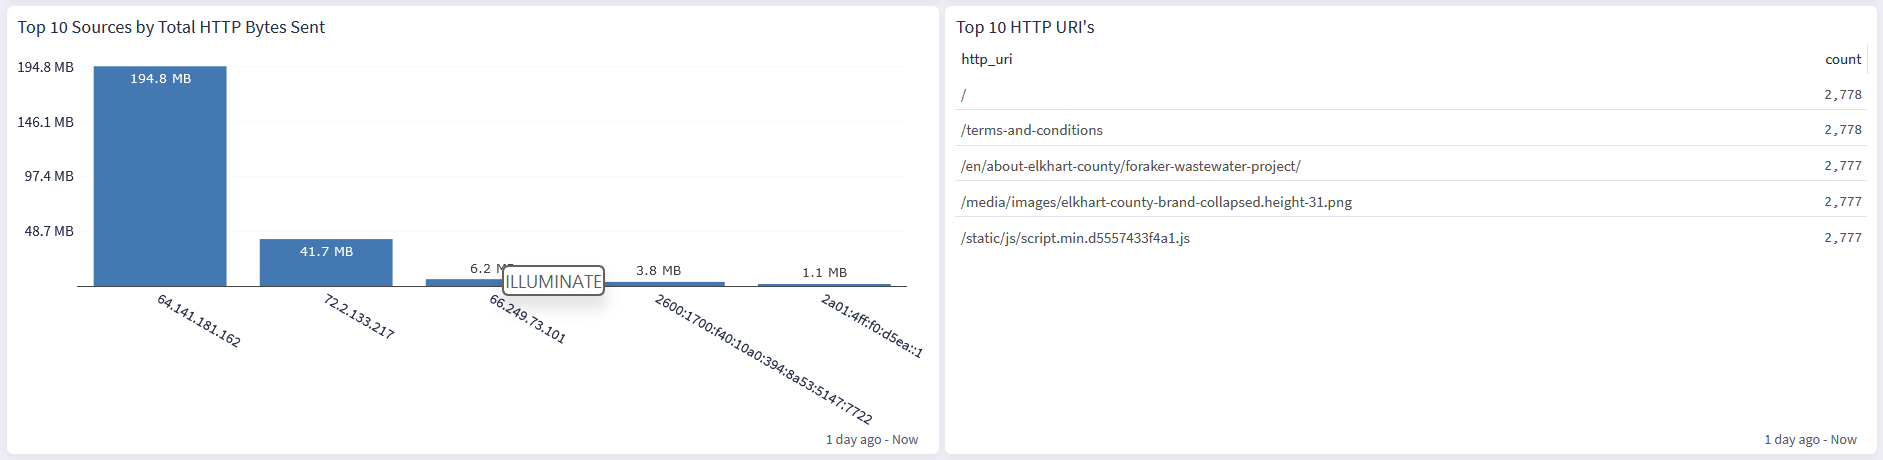 Top 10 Sources by Total HTTP Bytes Sent
194.8 MB
146.1 MB
97.4 MB
48.7 MB
194.8 MB
41.7 MB
6.2
3.8 MB
1.1 MB
ILLUMINATE
64.141.181.162
72.2.133.217
66.249.73.101
2600:1700:f40:10a0:394:8a53:5147:7722
2a01:4ff:f0:d5ea::1
1 day ago - Now
Top 10 HTTP URI's
http_uri count
/ 2,778
/terms-and-conditions 2,778
/en/about-elkhart-county/foraker-wastewater-project/ 2,777
/media/images/elkhart-county-brand-collapsed.height-31.png 2,777
/static/js/script.min.d5557433f4a1.js 2,777
1 day ago - Now